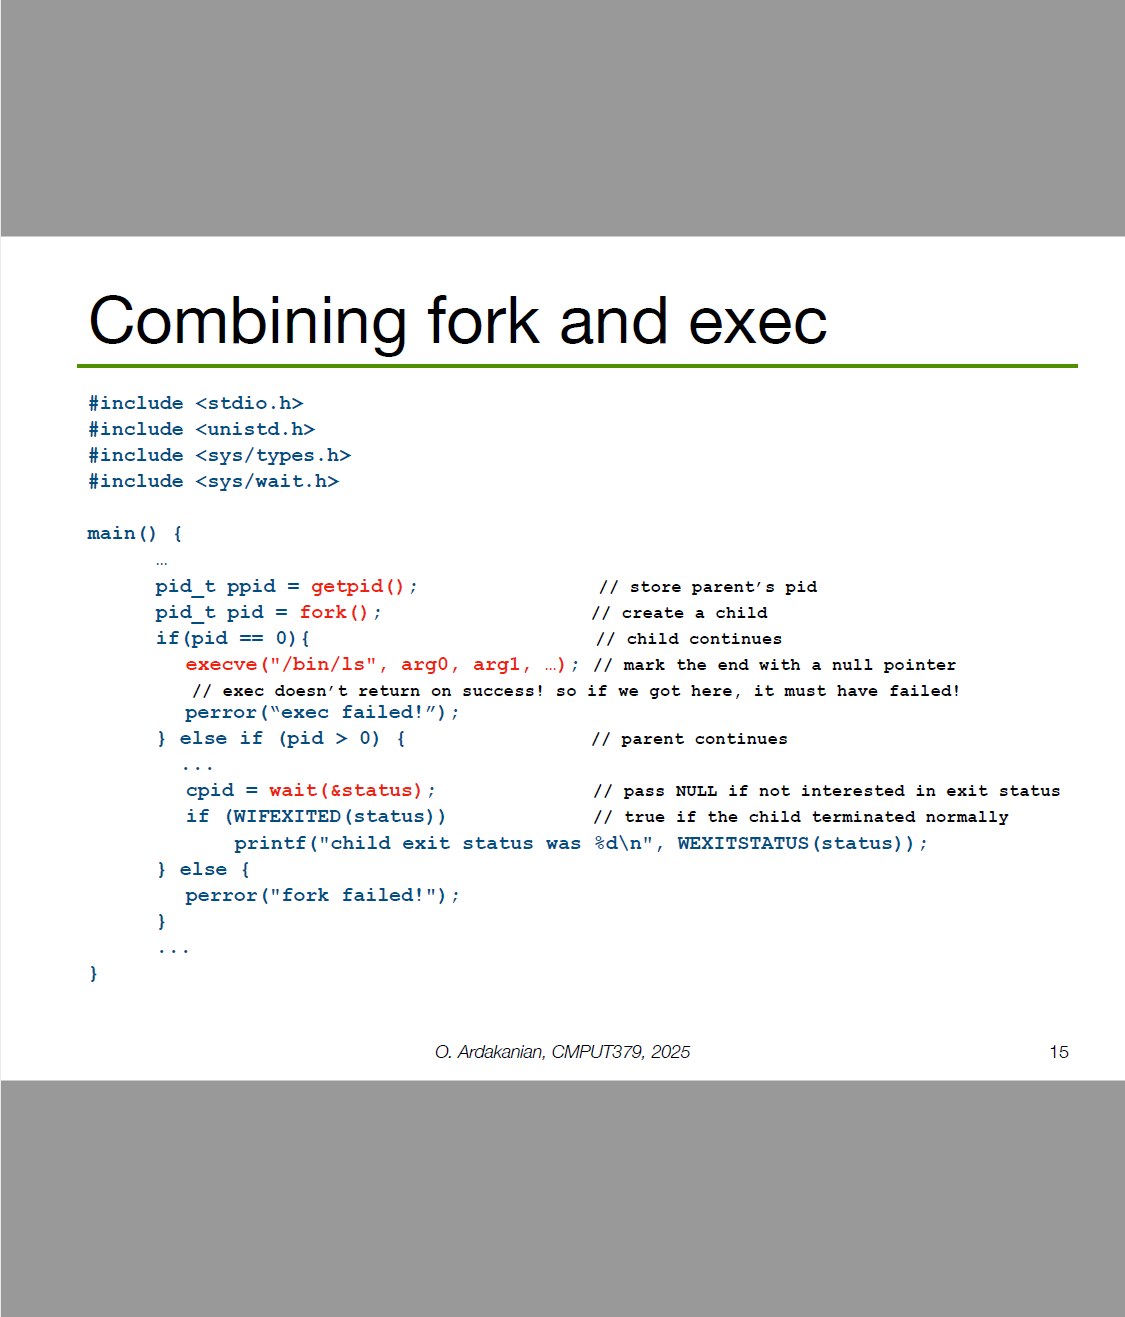 Combining fork and exec
#include <stdio.h>
#include <unistd.h>
#include <sys/types.h>
#include <sys/wait.h>
main() {
…
pid_t ppid = getpid(); // store parent’s pid
pid_t pid = fork(); // create a child
if(pid == 0){ // child continues
execve("/bin/ls", arg0, arg1, …); // mark the end with a null pointer
// exec doesn’t return on success! so if we got here, it must have failed!
perror(“exec failed!”);
} else if (pid > 0) { // parent continues
...
cpid = wait(&status); // pass NULL if not interested in exit status
if (WIFEXITED(status)) // true if the child terminated normally
printf("child exit status was %d\n", WEXITSTATUS(status));
} else {
perror("fork failed!");
}
...
}
O. Ardakanian, CMPUT379, 2025 15